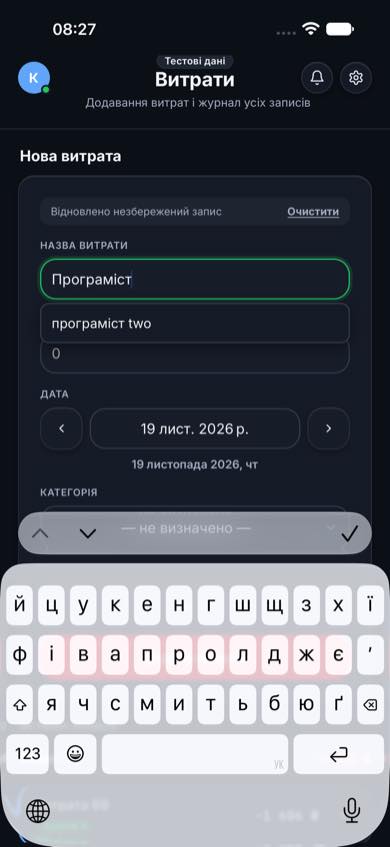 08:27
Тестові дані
К
Витрати
Додавання витрат і журнал усіх записів
Нова витрата
Відновлено незбережений запис Очистити
НАЗВА ВИТРАТИ
Програміст
програміст two
0
ДАТА
19 лист. 2026 р.
19 листопада 2026, чт
КАТЕГОРІЯ
— не визначено —
й ц у к е н г ш щ з х ї
ф і в а п р о л д ж є ʼ
я ч с м и т ь б ю ґ
123
УК